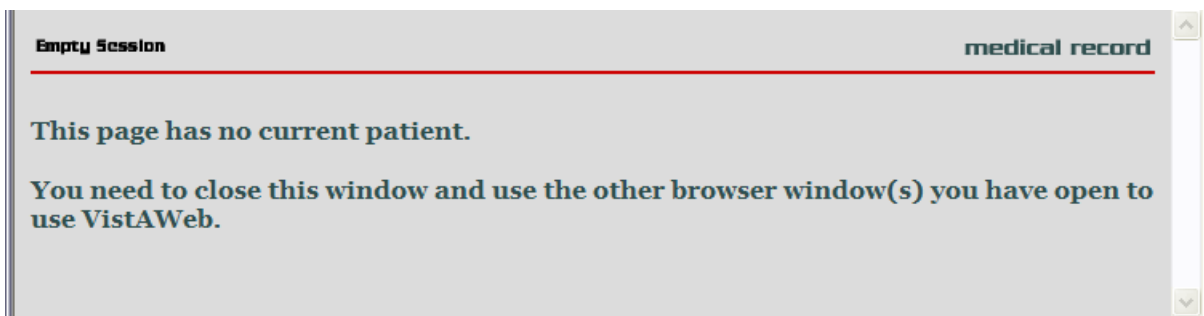 Empty Session
medical record
This page has no current patient.
You need to close this window and use the other browser window(s) you have open to
use VistAWeb.